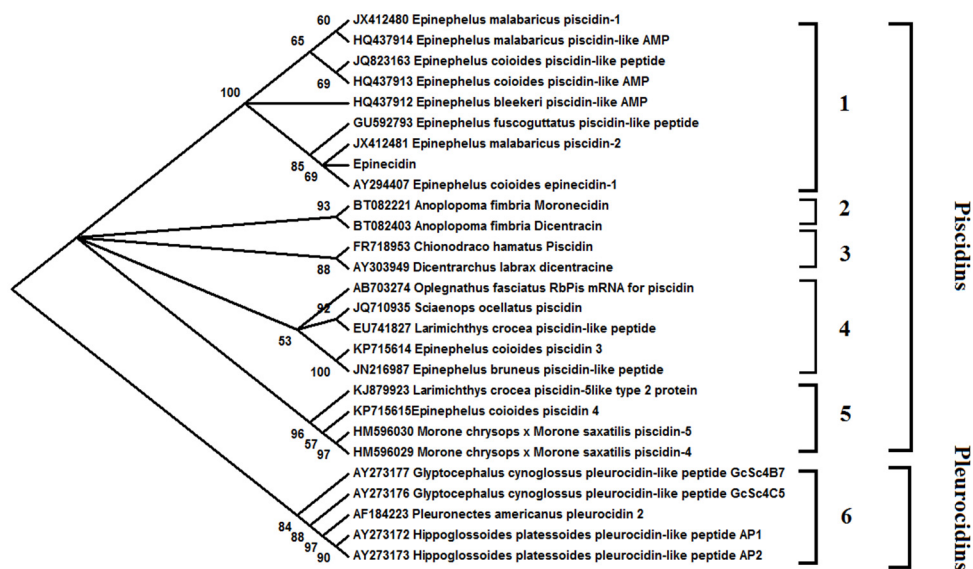 60
JX412480 Epinephelus malabaricus piscidin-1
65
HQ437914 Epinephelus malabaricus piscidin-like AMP
JQ823163 Epinephelus coioides piscidin-like peptide
69
HQ437913 Epinephelus coioides piscidin-like AMP
100
HQ437912 Epinephelus bleekeri piscidin-like AMP
1
GU592793 Epinephelus fuscoguttatus piscidin-like peptide
JX412481 Epinephelus malabaricus piscidin-2
85
Epinecidin
69
AY294407 Epinephelus coioides epinecidin-1
93
BT082221 Anoplopoma fimbria Moronecidin
2
BT082403 Anoplopoma fimbria Dicentracin
FR718953 Chionodraco hamatus Piscidin
3
88
AY303949 Dicentrarchus labrax dicentracine
AB703274 Oplegnathus fasciatus RbPis mRNA for piscidin
92
JQ710935 Sciaenops ocellatus piscidin
EU741827 Larimichthys crocea piscidin-like peptide
4
53
KP715614 Epinephelus coioides piscidin 3
100
JN216987 Epinephelus bruneus piscidin-like peptide
KJ879923 Larimichthys crocea piscidin-5like type 2 protein
KP715615Epinephelus coioides piscidin 4
5
96
HM596030 Morone chrysops x Morone saxatilis piscidin-5
57
97
HM596029 Morone chrysops x Morone saxatilis piscidin-4
Piscidins
AY273177 Glyptocephalus cynoglossus pleurocidin-like peptide GcSc4B7
AY273176 Glyptocephalus cynoglossus pleurocidin-like peptide GcSc4C5
84
AF184223 Pleuronectes americanus pleurocidin 2
6
88
AY273172 Hippoglossoides platessoides pleurocidin-like peptide AP1
97
90
AY273173 Hippoglossoides platessoides pleurocidin-like peptide AP2
Pleurocidins